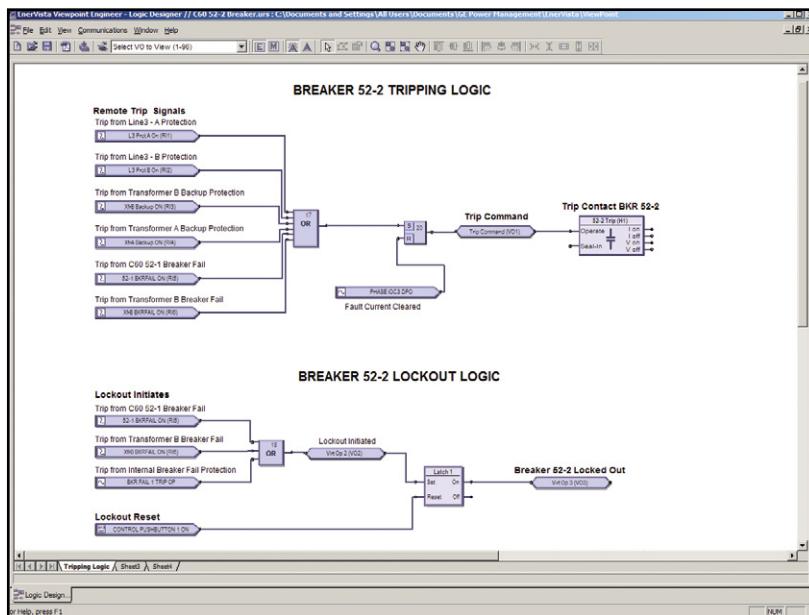 EnerVista Viewpoint Engineer - Logic Designer // C60 52-2 Breaker.urs : C:\Documents and Settings\All Users\Documents\GE Power Management\EnerVista\ViewPoint
File Edit View Communications Window Help
Select VO to View (1-96)
E M A A
BREAKER 52-2 TRIPPING LOGIC
Remote Trip Signals
Trip from Line3 - A Protection
L3 Prot A On (RI1)
Trip from Line3 - B Protection
L3 Prot B On (RI2)
Trip from Transformer B Backup Protection
Backup ON (RI3)
Trip from Transformer A Backup Protection
Backup ON (RI4)
Trip from C60 52-1 Breaker Fail
52-1 BKRFAIL ON (RI5)
Trip from Transformer B Breaker Fail
BKRFAIL ON (RI6)
17
OR
S 20
R
PHASE IOC3 DPO
Fault Current Cleared
Trip Command
Trip Command (VO1)
Trip Contact BKR 52-2
52-2 Trip (H1)
Operate
Seal-In
I on
I off
V on
V off
BREAKER 52-2 LOCKOUT LOGIC
Lockout Initiates
Trip from C60 52-1 Breaker Fail
52-1 BKRFAIL ON (RI5)
Trip from Transformer B Breaker Fail
BKRFAIL ON (RI6)
Trip from Internal Breaker Fail Protection
BKR FAIL 1 TRIP OP
OR
Lockout Initiated
Virt Op 2 (VO2)
Latch 1
Set On
Reset Off
Breaker 52-2 Locked Out
Virt Op 3 (VO3)
Lockout Reset
CONTROL PUSHBUTTON 1 ON
Tripping Logic Sheet3 Sheet4
Logic Design...
or Help, press F1
NUM